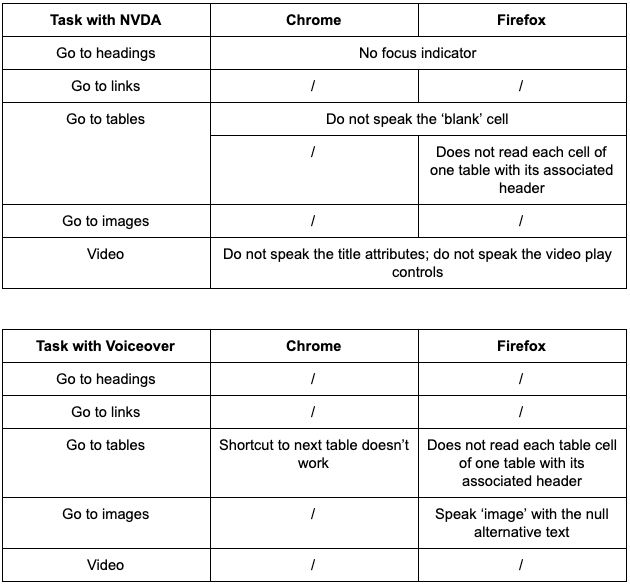 Task with NVDA Chrome Firefox
Go to headings No focus indicator
Go to links / /
Go to tables Do not speak the ‘blank’ cell
/ Does not read each cell of
one table with its associated
header
Go to images / /
Video Do not speak the title attributes; do not speak the video play
controls
Task with Voiceover Chrome Firefox
Go to headings / /
Go to links / /
Go to tables Shortcut to next table doesn’t Does not read each table cell
work of one table with its
associated header
Go to images / Speak ‘image’ with the null
alternative text
Video / /